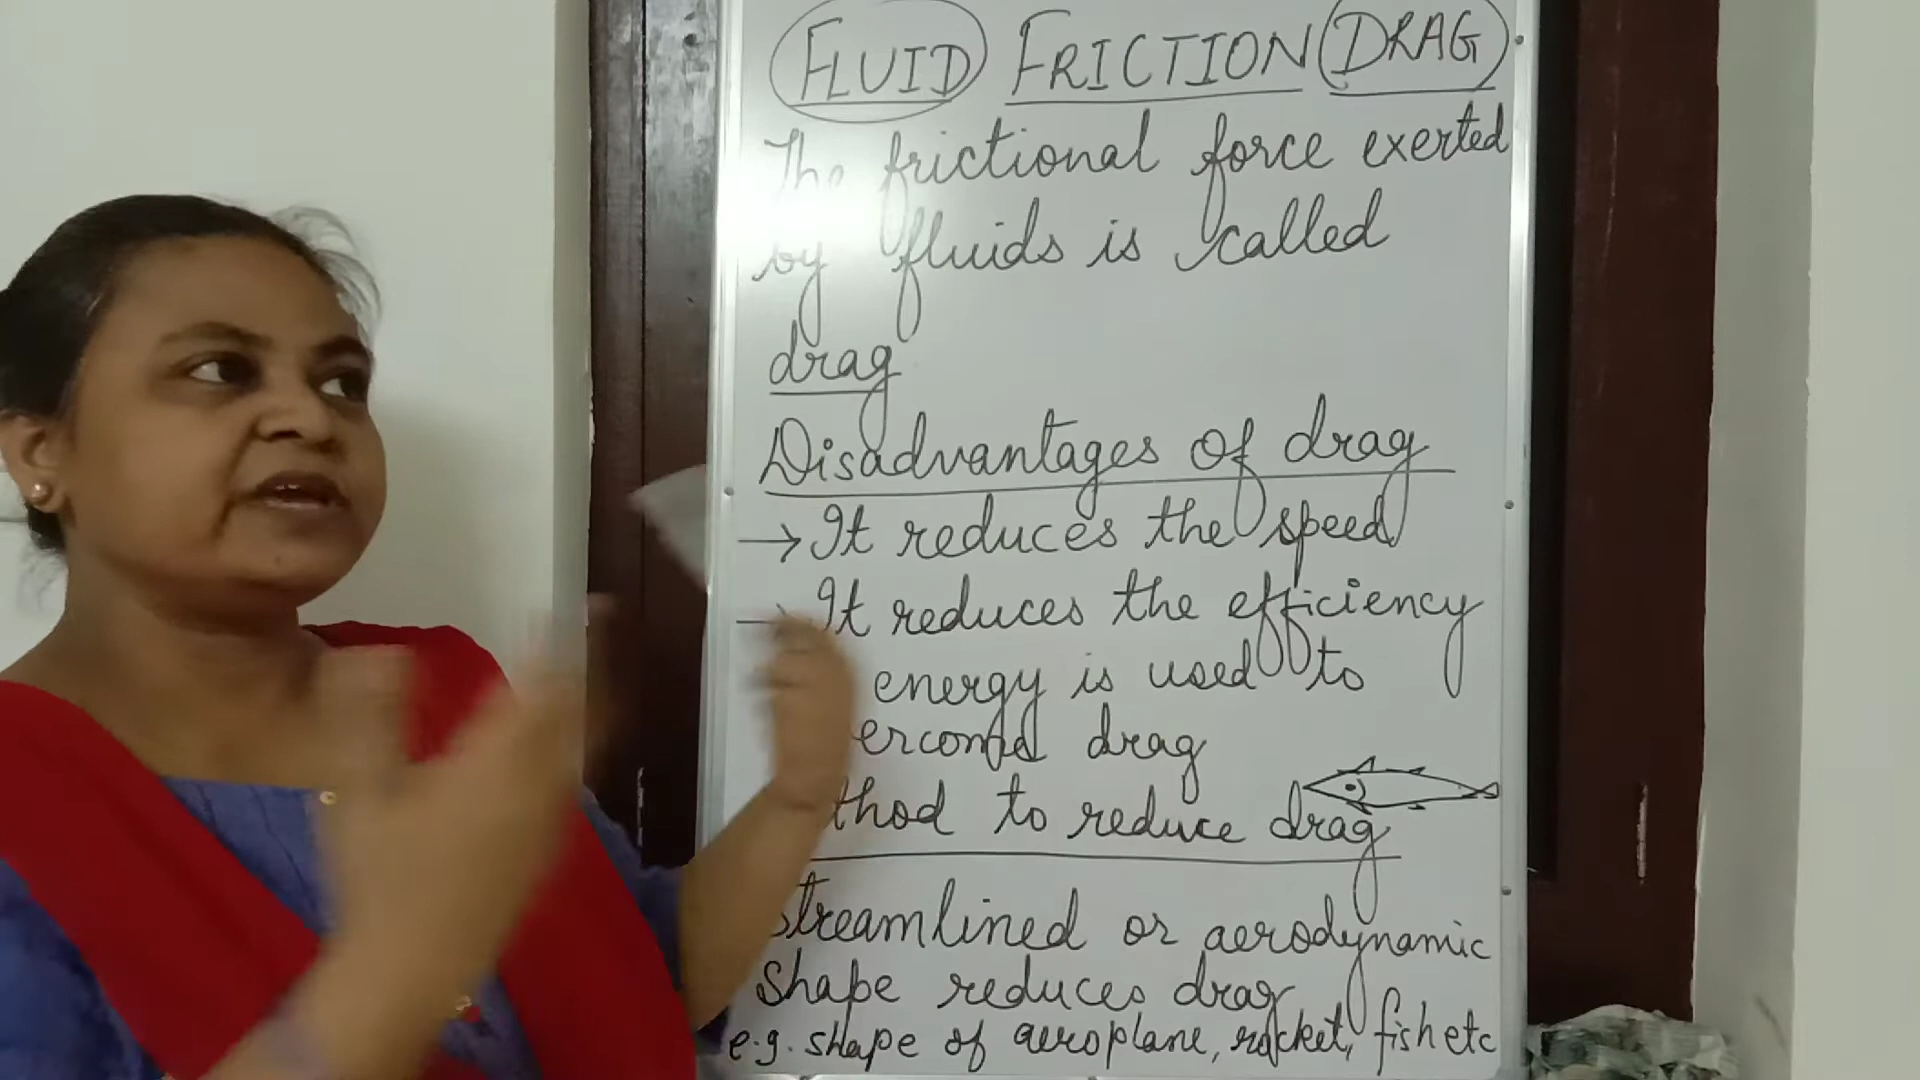 FLUID FRICTION (DRAG)
The frictional force exerted
by fluids is called
drag
Disadvantages of drag
→ It reduces the speed
→ It reduces the efficiency
energy is used to
drag
to reduce drag
Streamlined or aerodynamic
Shape reduces drag
e.g. shape of aeroplane, rocket, fish etc